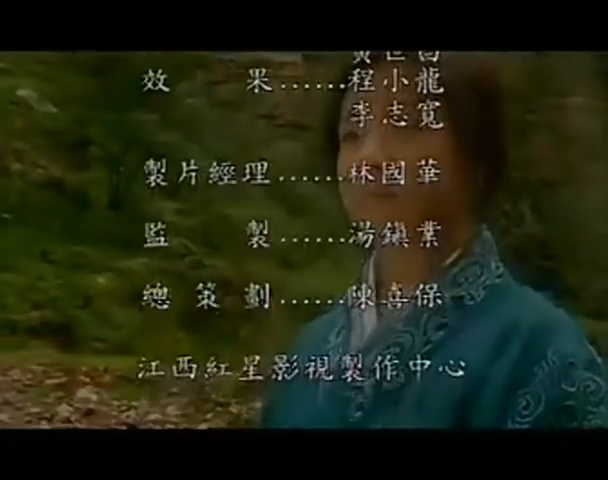 效 果......程小龍
李志寬
製片經理......林國華
監 製......湯鎮業
總 策 劃......陳喜保
江西紅星影視製作中心